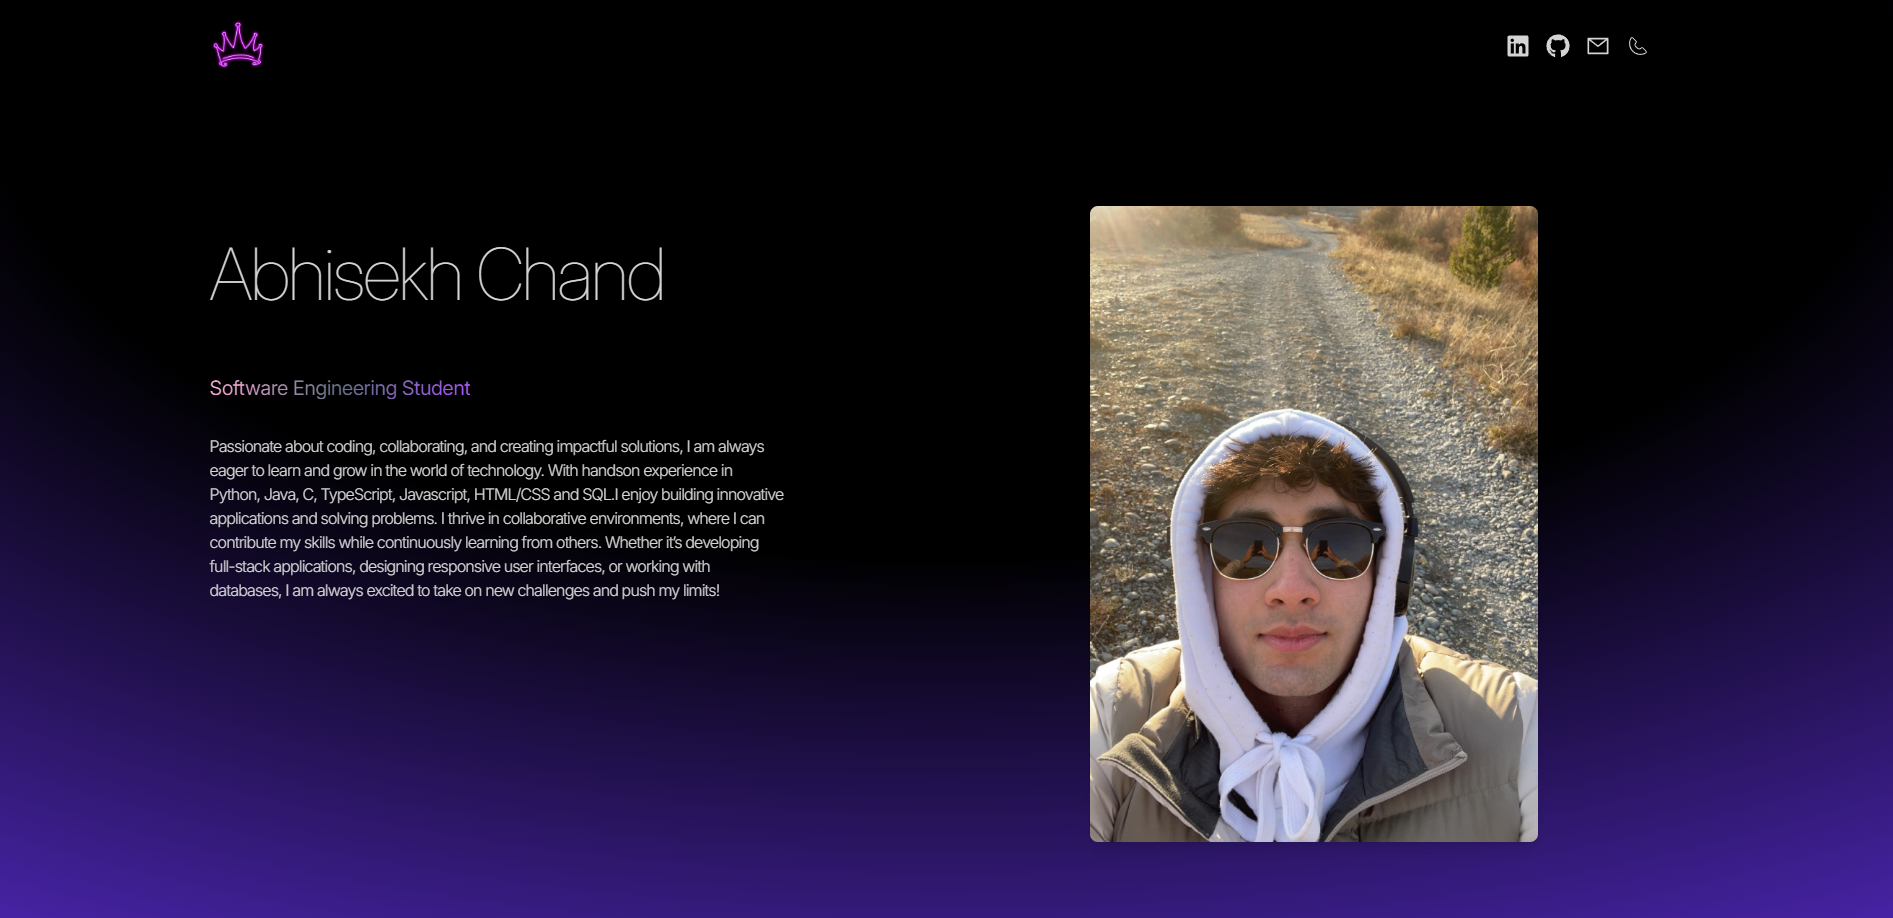 in
Abhisekh Chand
Software Engineering Student
Passionate about coding, collaborating, and creating impactful solutions, I am always
eager to learn and grow in the world of technology. With handson experience in
Python, Java, C, TypeScript, Javascript, HTML/CSS and SQL.I enjoy building innovative
applications and solving problems. I thrive in collaborative environments, where I can
contribute my skills while continuously learning from others. Whether it's developing
full-stack applications, designing responsive user interfaces, or working with
databases, I am always excited to take on new challenges and push my limits!